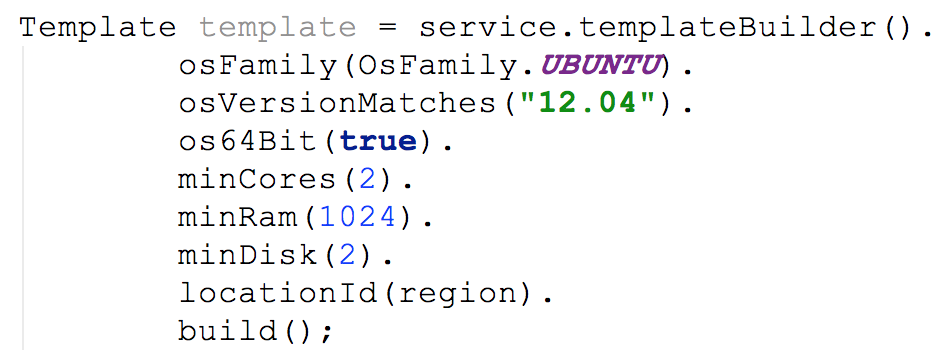 Template template = service.templateBuilder().
osFamily(OsFamily.UBUNTU).
osVersionMatches("12.04").
os64Bit(true).
minCores(2).
minRam(1024).
minDisk(2).
locationId(region).
build();